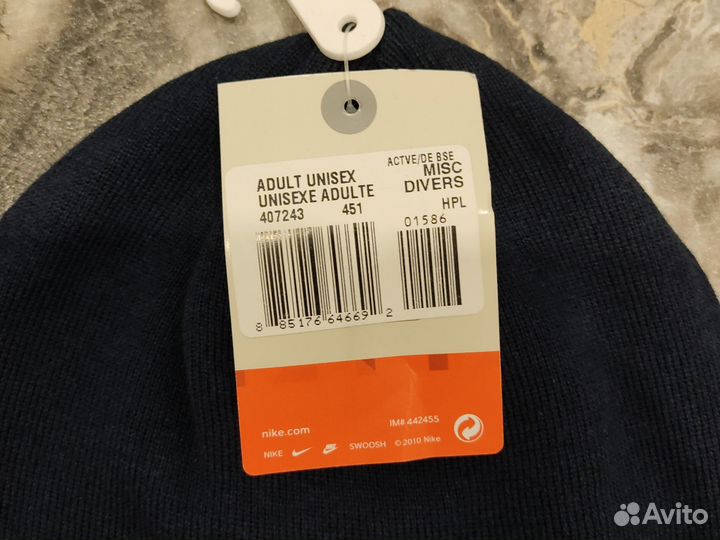 ACTVE/DE BSE
ADULT UNISEX MISC
UNISEXE ADULTE DIVERS
407243 451 HPL
01586
8 85176 64669 2
nike.com IM# 442455
NIKE SWOOSH © 2010 Nike
Avito